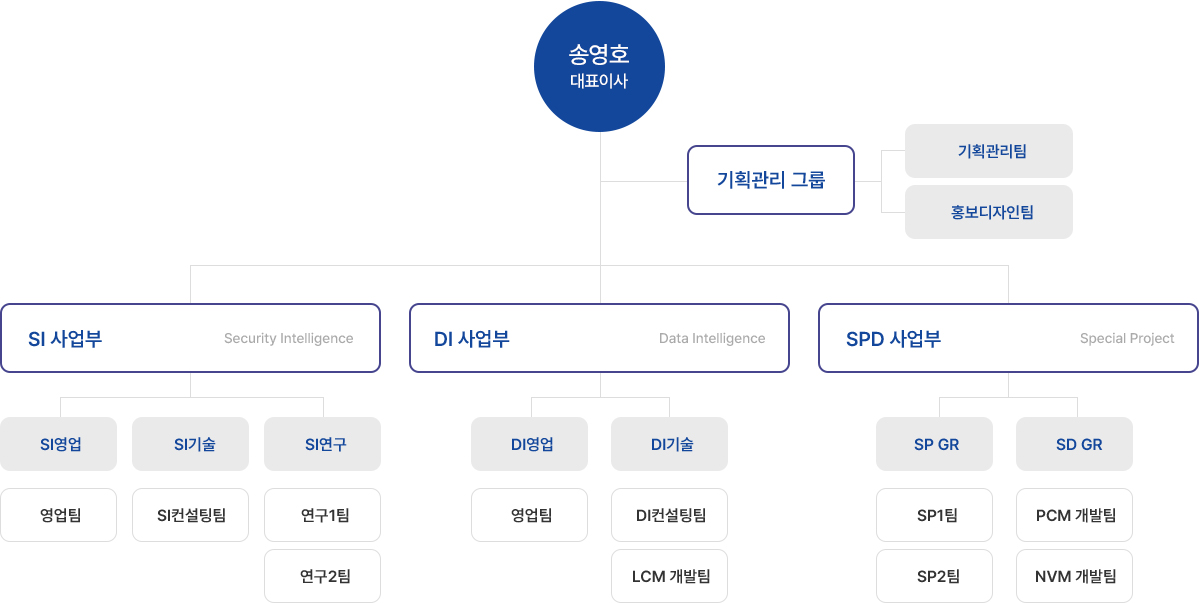 송영호
대표이사
기획관리 그룹
기획관리팀
홍보디자인팀
SI 사업부
Security Intelligence
DI 사업부
Data Intelligence
SPD 사업부
Special Project
SI영업
SI기술
SI연구
DI영업
DI기술
SP GR
SD GR
영업팀
SI컨설팅팀
연구1팀
영업팀
DI컨설팅팀
SP1팀
PCM 개발팀
연구2팀
LCM 개발팀
SP2팀
NVM 개발팀